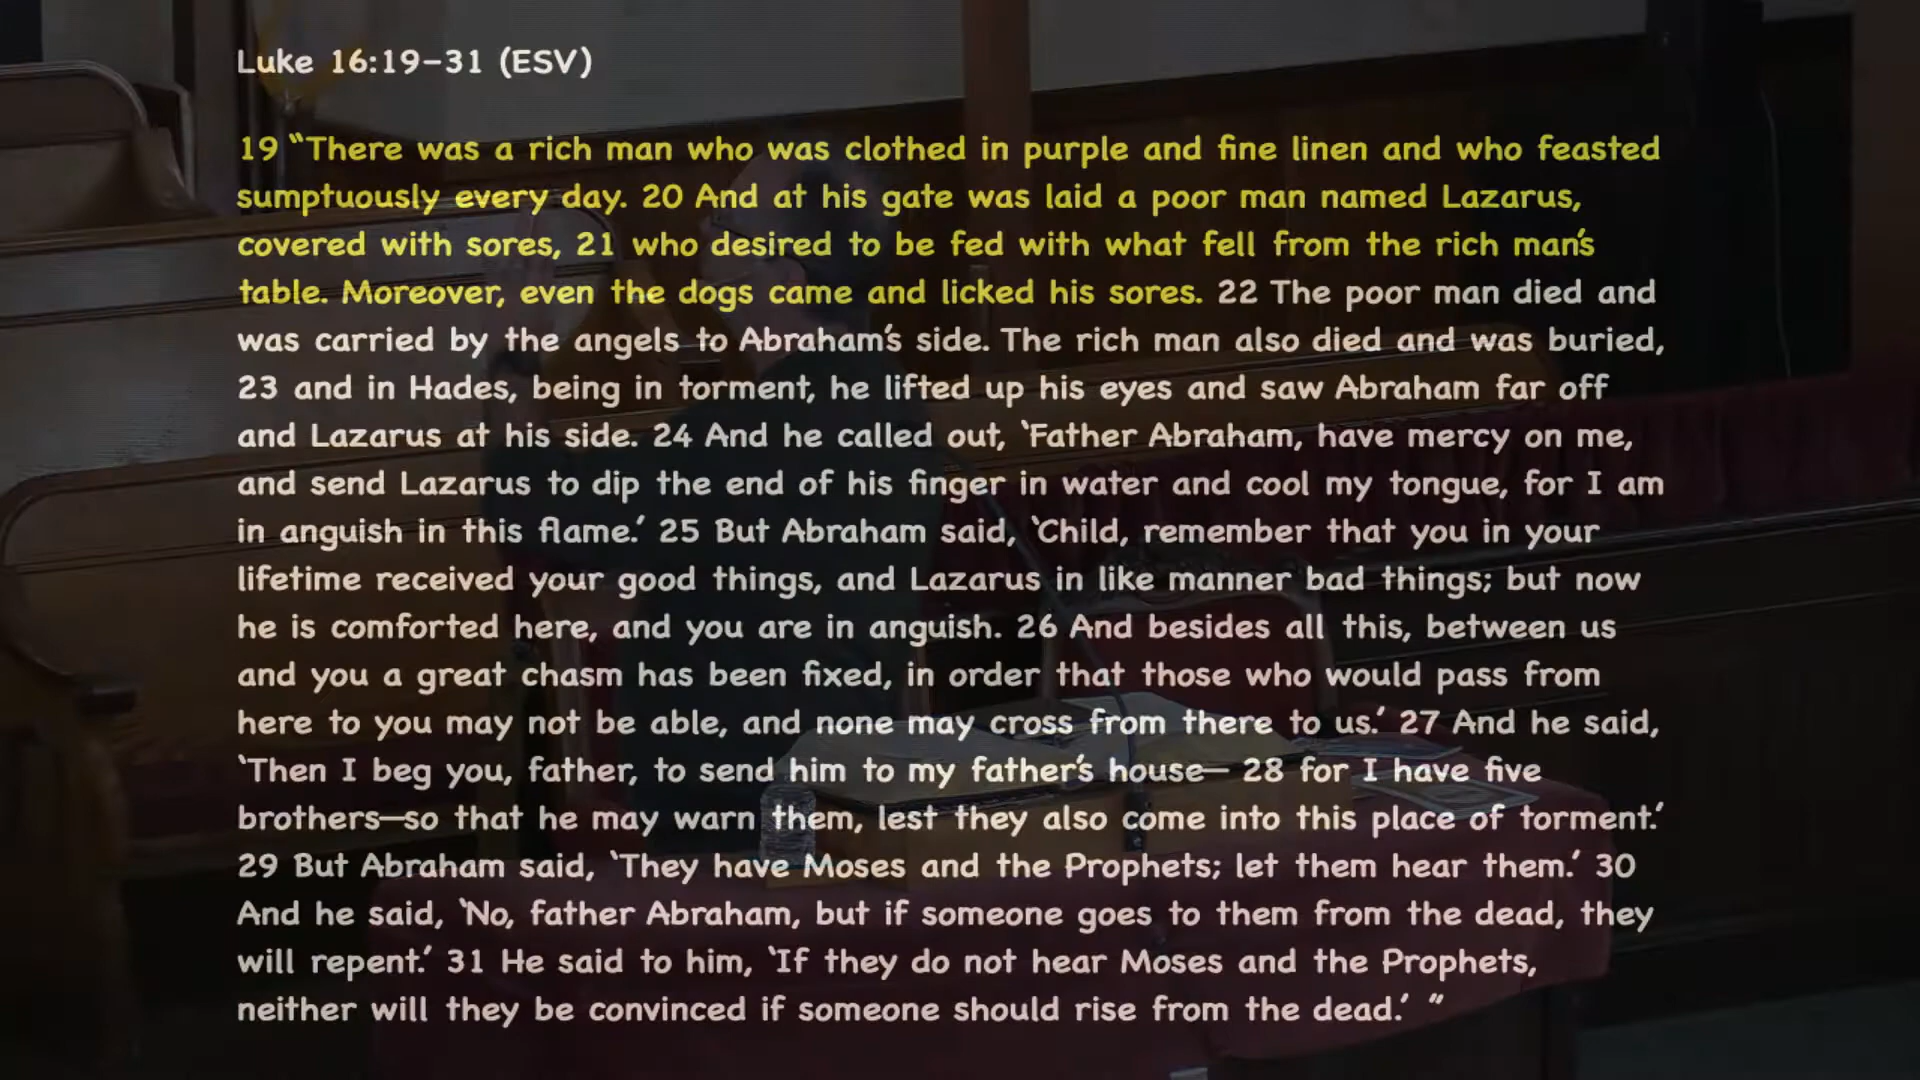 Luke 16:19–31 (ESV)
19 “There was a rich man who was clothed in purple and fine linen and who feasted
sumptuously every day. 20 And at his gate was laid a poor man named Lazarus,
covered with sores, 21 who desired to be fed with what fell from the rich man’s
table. Moreover, even the dogs came and licked his sores. 22 The poor man died and
was carried by the angels to Abraham’s side. The rich man also died and was buried,
23 and in Hades, being in torment, he lifted up his eyes and saw Abraham far off
and Lazarus at his side. 24 And he called out, ‘Father Abraham, have mercy on me,
and send Lazarus to dip the end of his finger in water and cool my tongue, for I am
in anguish in this flame.’ 25 But Abraham said, ‘Child, remember that you in your
lifetime received your good things, and Lazarus in like manner bad things; but now
he is comforted here, and you are in anguish. 26 And besides all this, between us
and you a great chasm has been fixed, in order that those who would pass from
here to you may not be able, and none may cross from there to us.’ 27 And he said,
‘Then I beg you, father, to send him to my father’s house— 28 for I have five
brothers—so that he may warn them, lest they also come into this place of torment.’
29 But Abraham said, ‘They have Moses and the Prophets; let them hear them.’ 30
And he said, ‘No, father Abraham, but if someone goes to them from the dead, they
will repent.’ 31 He said to him, ‘If they do not hear Moses and the Prophets,
neither will they be convinced if someone should rise from the dead.’ ”